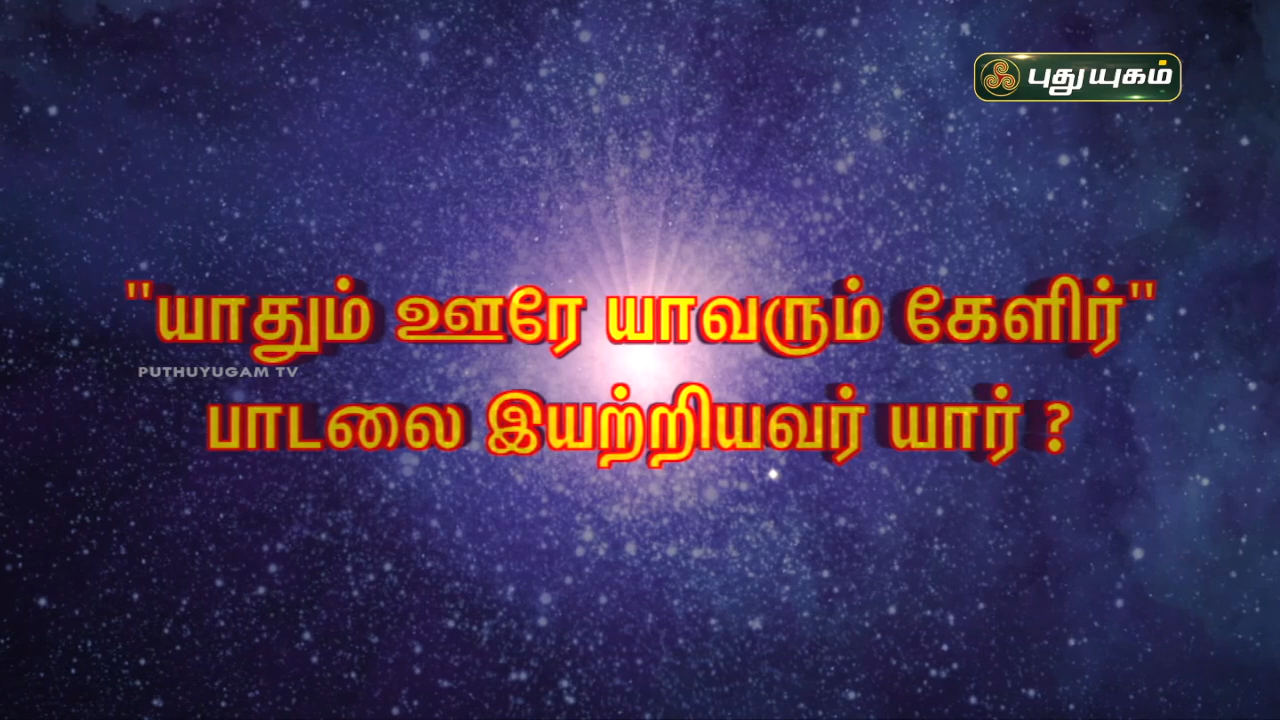 புதுயுகம்
"யாதும் ஊரே யாவரும் கேளிர்"
PUTHUYUGAM TV
பாடலை இயற்றியவர் யார் ?